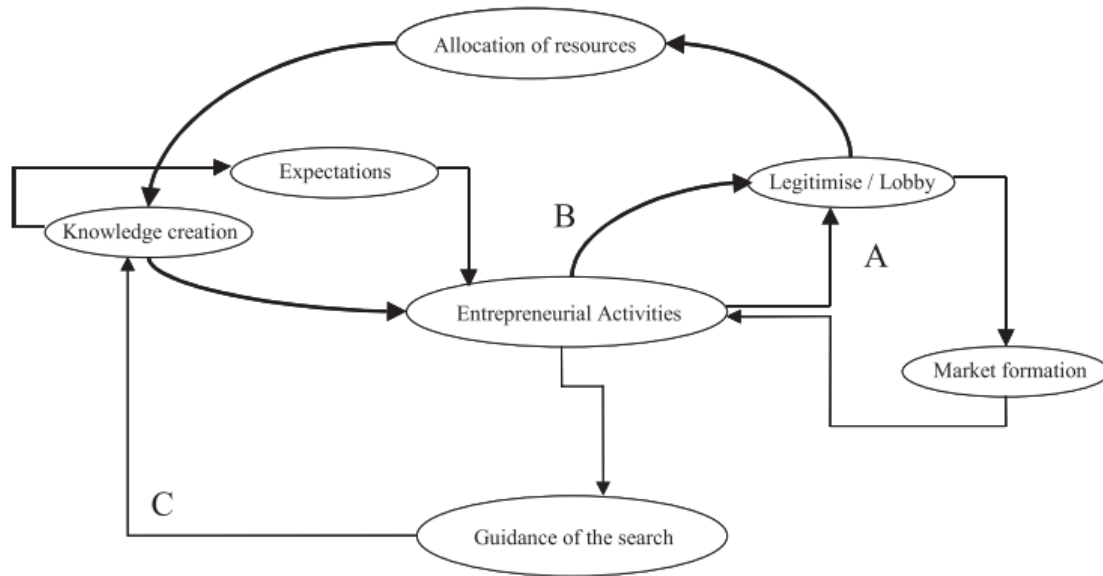 Allocation of resources
Expectations
Legitimise / Lobby
B
Knowledge creation
A
Entrepreneurial Activities
Market formation
C
Guidance of the search